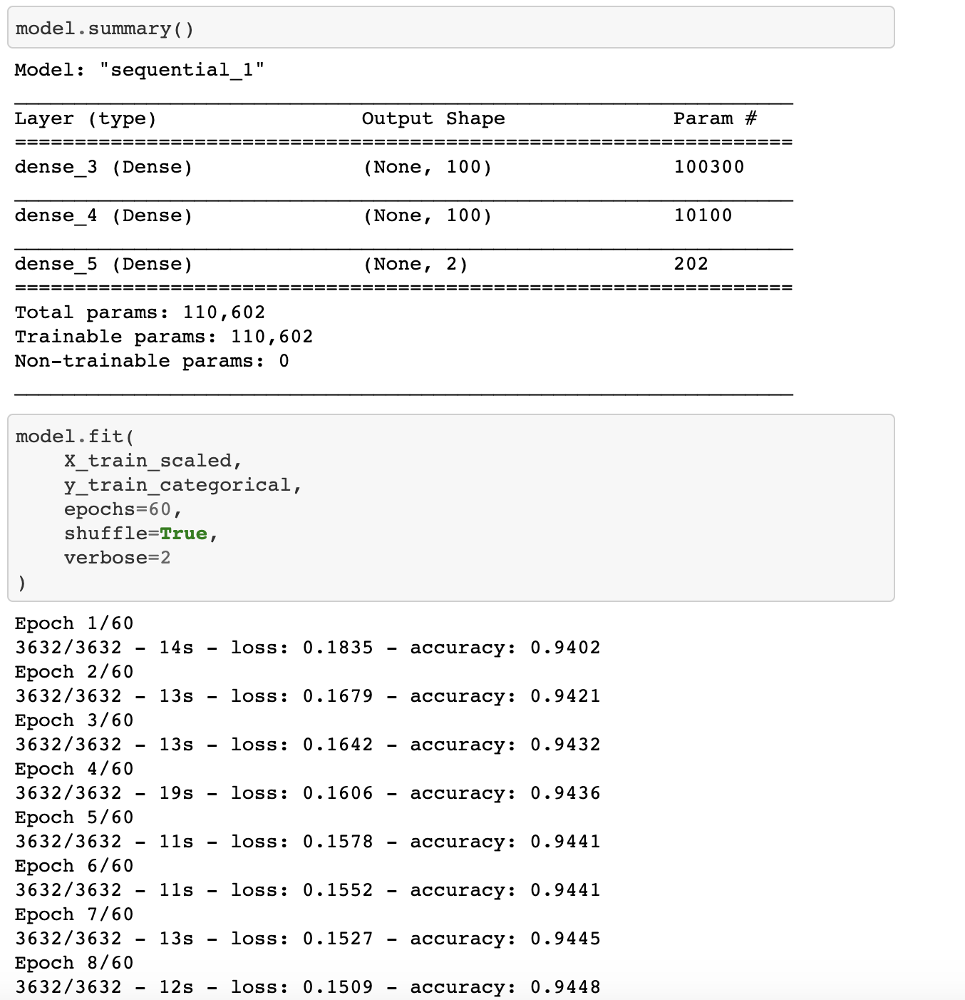 model.summary()
Model: "sequential_1"
_________________________________________________________________
Layer (type)                 Output Shape              Param #
=================================================================
dense_3 (Dense)              (None, 100)               100300
_________________________________________________________________
dense_4 (Dense)              (None, 100)               10100
_________________________________________________________________
dense_5 (Dense)              (None, 2)                 202
=================================================================
Total params: 110,602
Trainable params: 110,602
Non-trainable params: 0
_________________________________________________________________
model.fit(
    X_train_scaled,
    y_train_categorical,
    epochs=60,
    shuffle=True,
    verbose=2
)
Epoch 1/60
3632/3632 - 14s - loss: 0.1835 - accuracy: 0.9402
Epoch 2/60
3632/3632 - 13s - loss: 0.1679 - accuracy: 0.9421
Epoch 3/60
3632/3632 - 13s - loss: 0.1642 - accuracy: 0.9432
Epoch 4/60
3632/3632 - 19s - loss: 0.1606 - accuracy: 0.9436
Epoch 5/60
3632/3632 - 11s - loss: 0.1578 - accuracy: 0.9441
Epoch 6/60
3632/3632 - 11s - loss: 0.1552 - accuracy: 0.9441
Epoch 7/60
3632/3632 - 13s - loss: 0.1527 - accuracy: 0.9445
Epoch 8/60
3632/3632 - 12s - loss: 0.1509 - accuracy: 0.9448